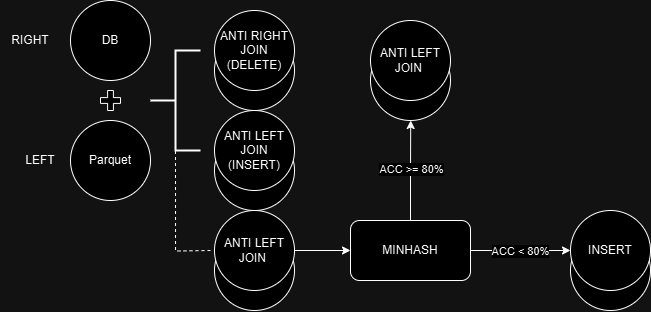 RIGHT
DB
LEFT
Parquet
ANTI RIGHT
JOIN
(DELETE)
ANTI LEFT
JOIN
(INSERT)
ANTI LEFT
JOIN
MINHASH
ACC >= 80%
ANTI LEFT
JOIN
ACC < 80%
INSERT